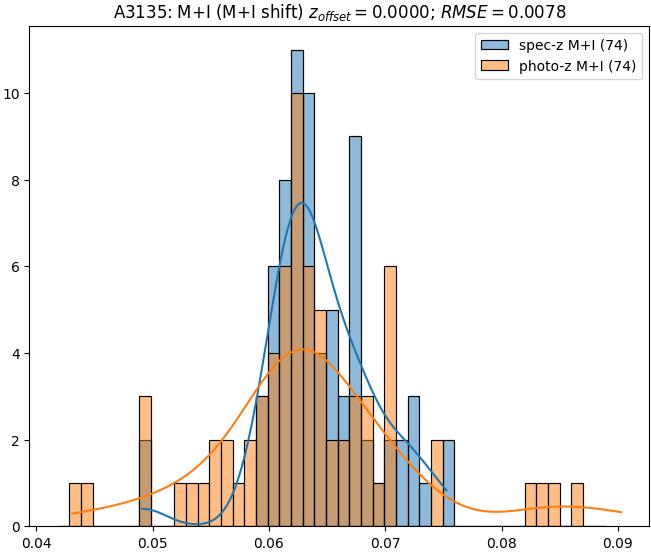 A3135: M+I (M+I shift) z_offset = 0.0000; RMSE = 0.0078
spec-z M+I (74)
photo-z M+I (74)
10
8
6
4
2
0
0.04 0.05 0.06 0.07 0.08 0.09